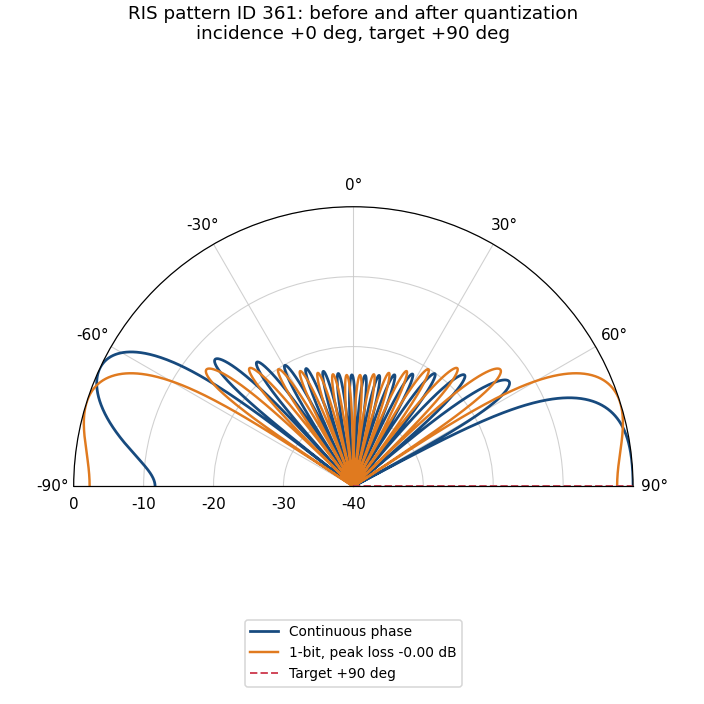 RIS pattern ID 361: before and after quantization
incidence +0 deg, target +90 deg
0°
-30°
30°
-60°
60°
-90°
90°
0
-10
-20
-30
-40
Continuous phase
1-bit, peak loss -0.00 dB
Target +90 deg